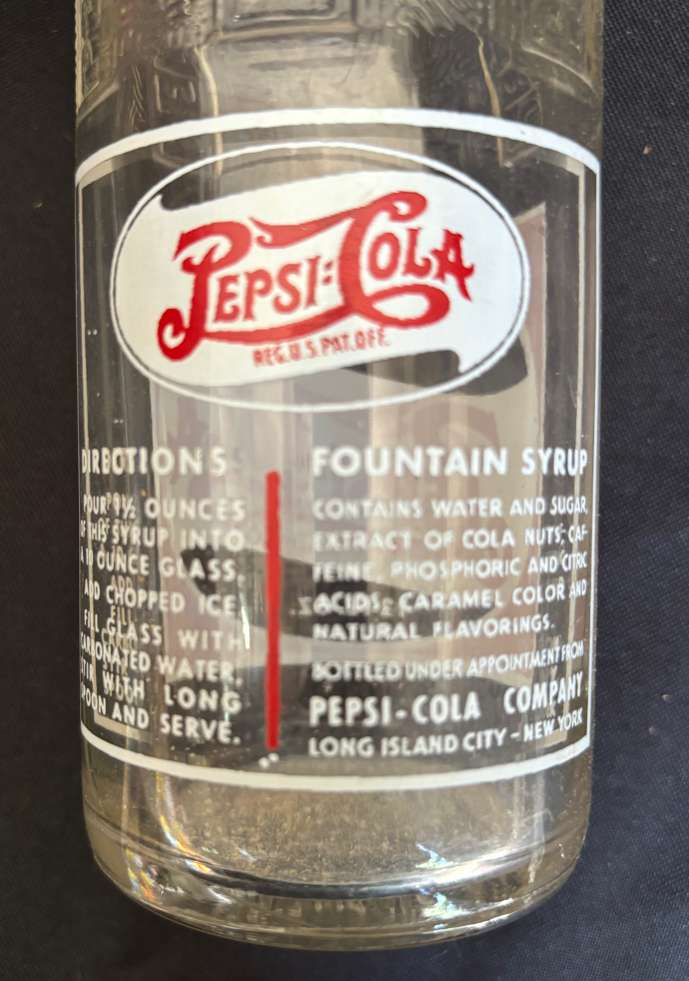 PEPSI:COLA
REG.U.S.PAT.OFF.
DIRECTIONS
POUR 1½ OUNCES
OF THIS SYRUP INTO
A 10 OUNCE GLASS.
ADD CHOPPED ICE.
FILL GLASS WITH
CARBONATED WATER.
STIR WITH LONG
SPOON AND SERVE.
FOUNTAIN SYRUP
CONTAINS WATER AND SUGAR,
EXTRACT OF COLA NUTS, CAF-
FEINE, PHOSPHORIC AND CITRIC
ACIDS, CARAMEL COLOR AND
NATURAL FLAVORINGS.
BOTTLED UNDER APPOINTMENT FROM
PEPSI-COLA COMPANY
LONG ISLAND CITY - NEW YORK